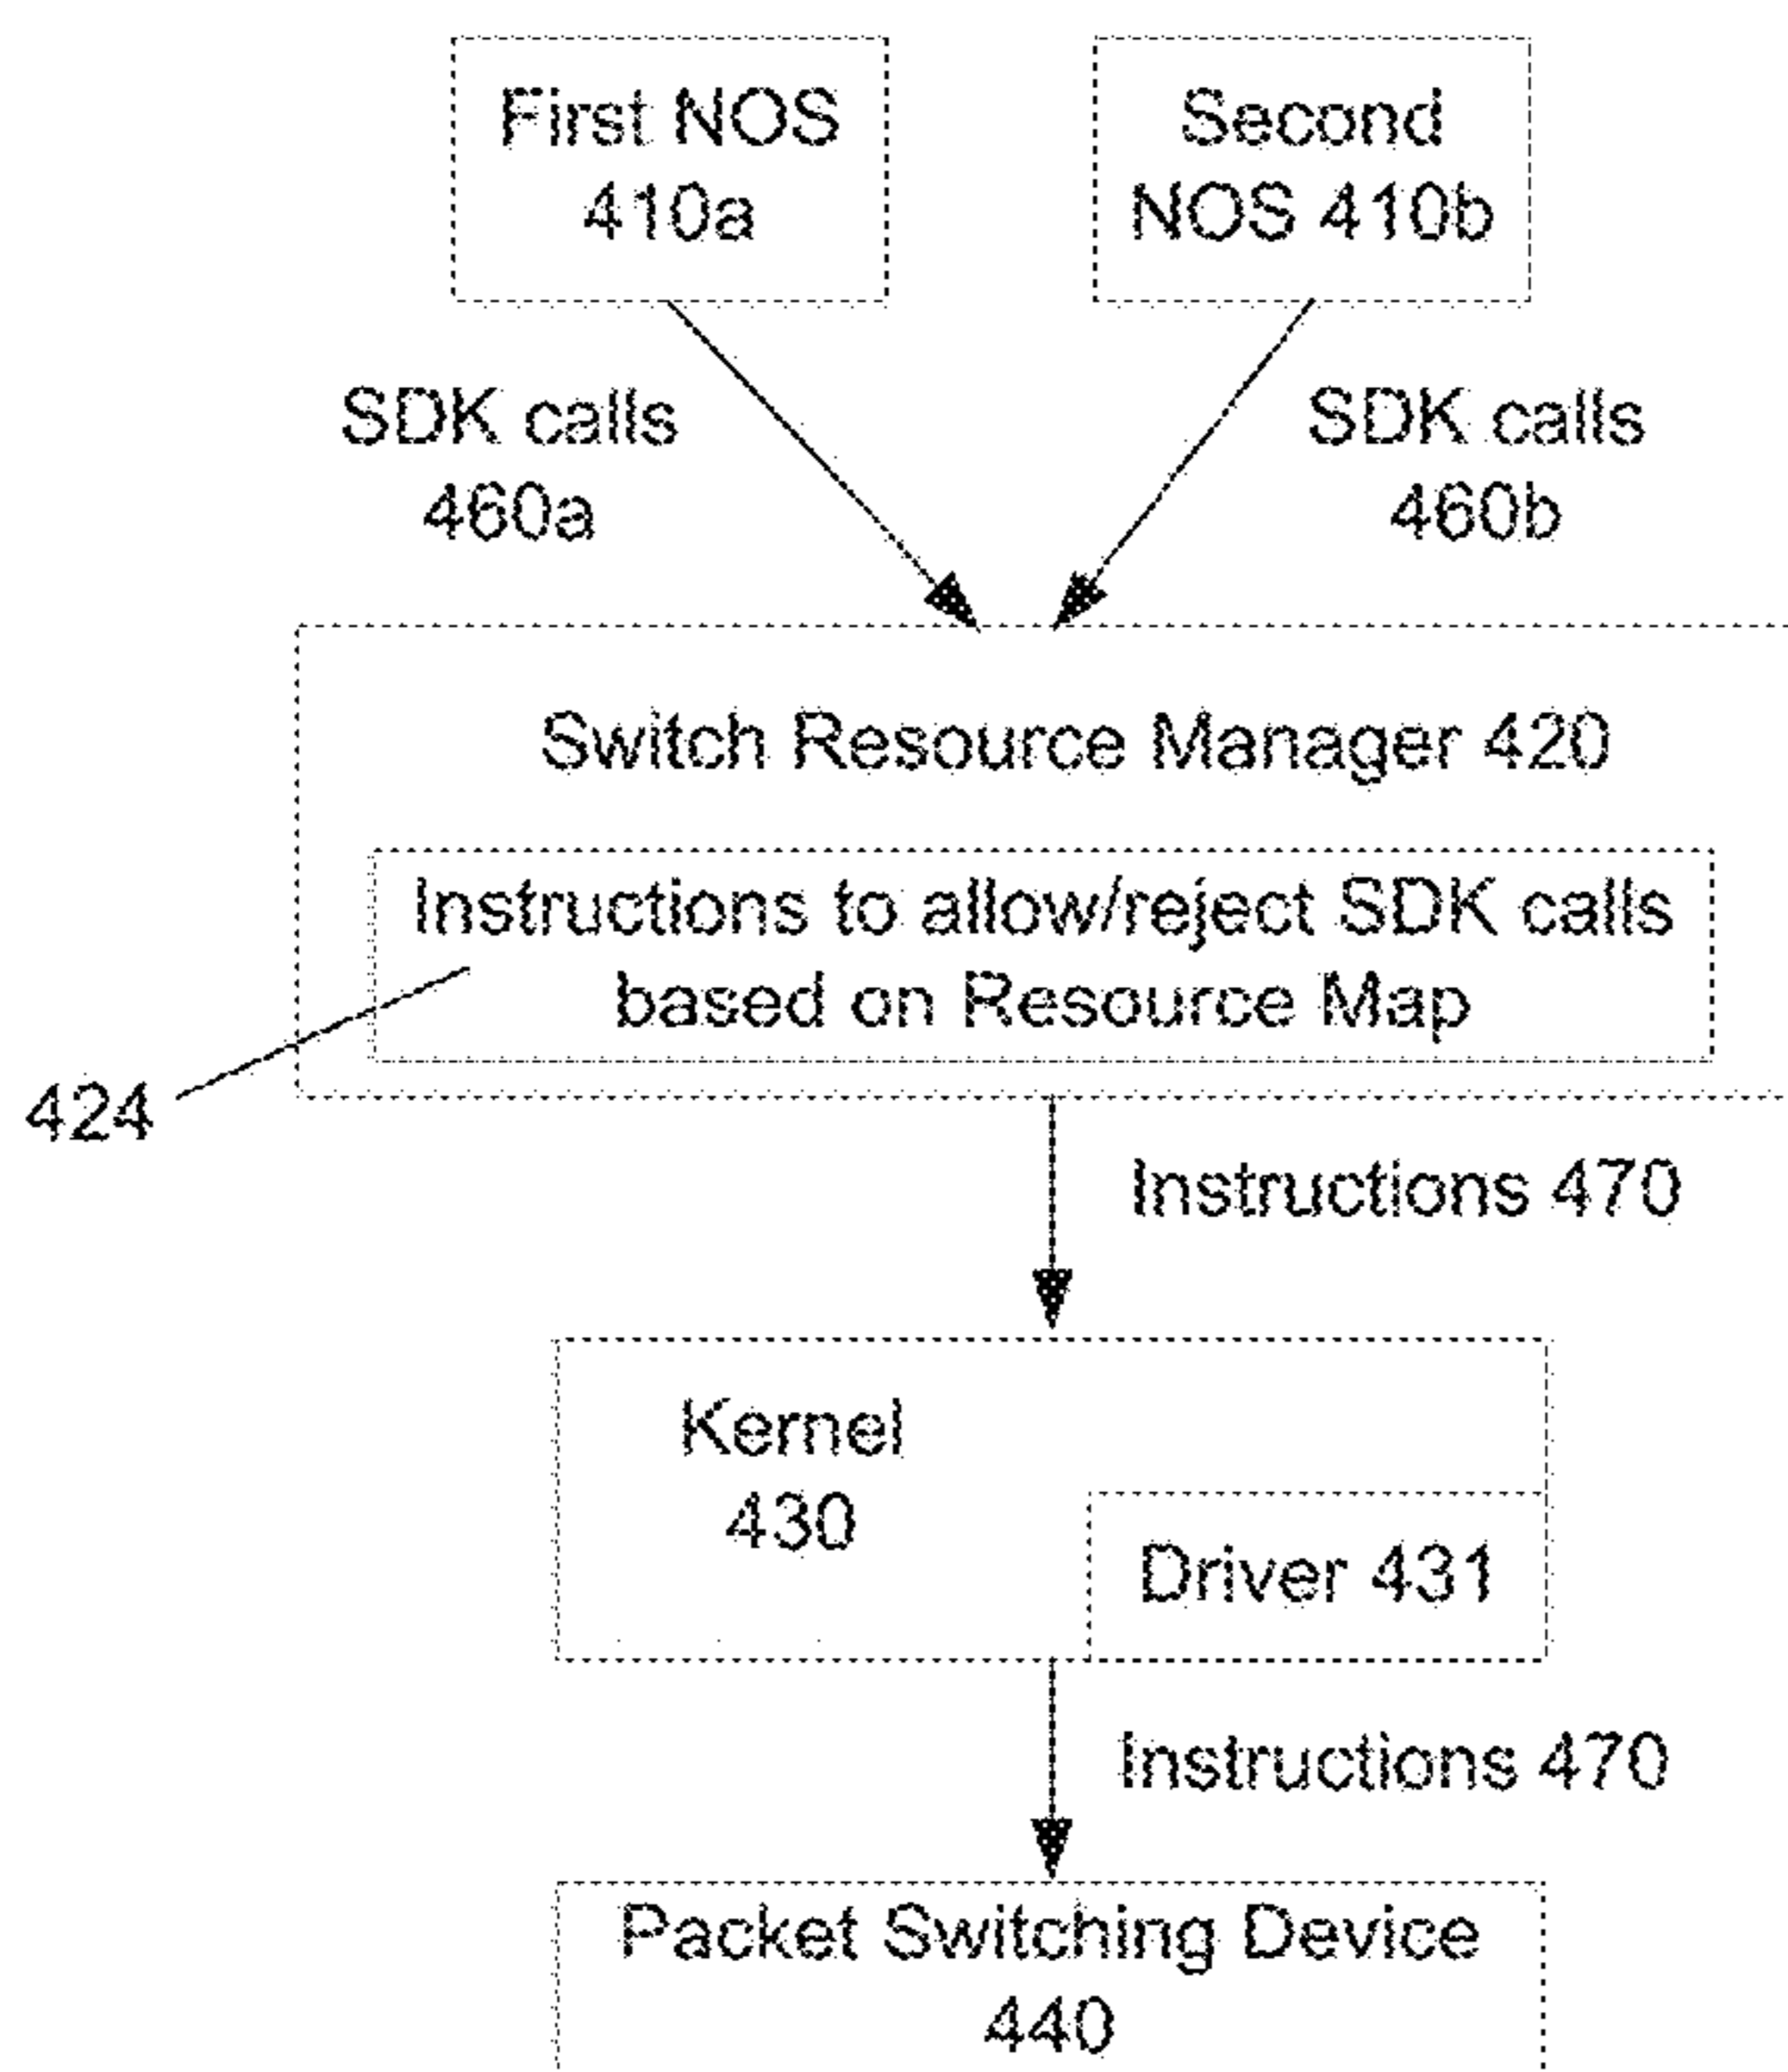 First NOS
410a
Second
NOS 410b
SDK calls
460a
SDK calls
460b
Switch Resource Manager 420
Instructions to allow/reject SDK calls
based on Resource Map
424
Instructions 470
Kernel
430
Driver 431
Instructions 470
Packet Switching Device
440